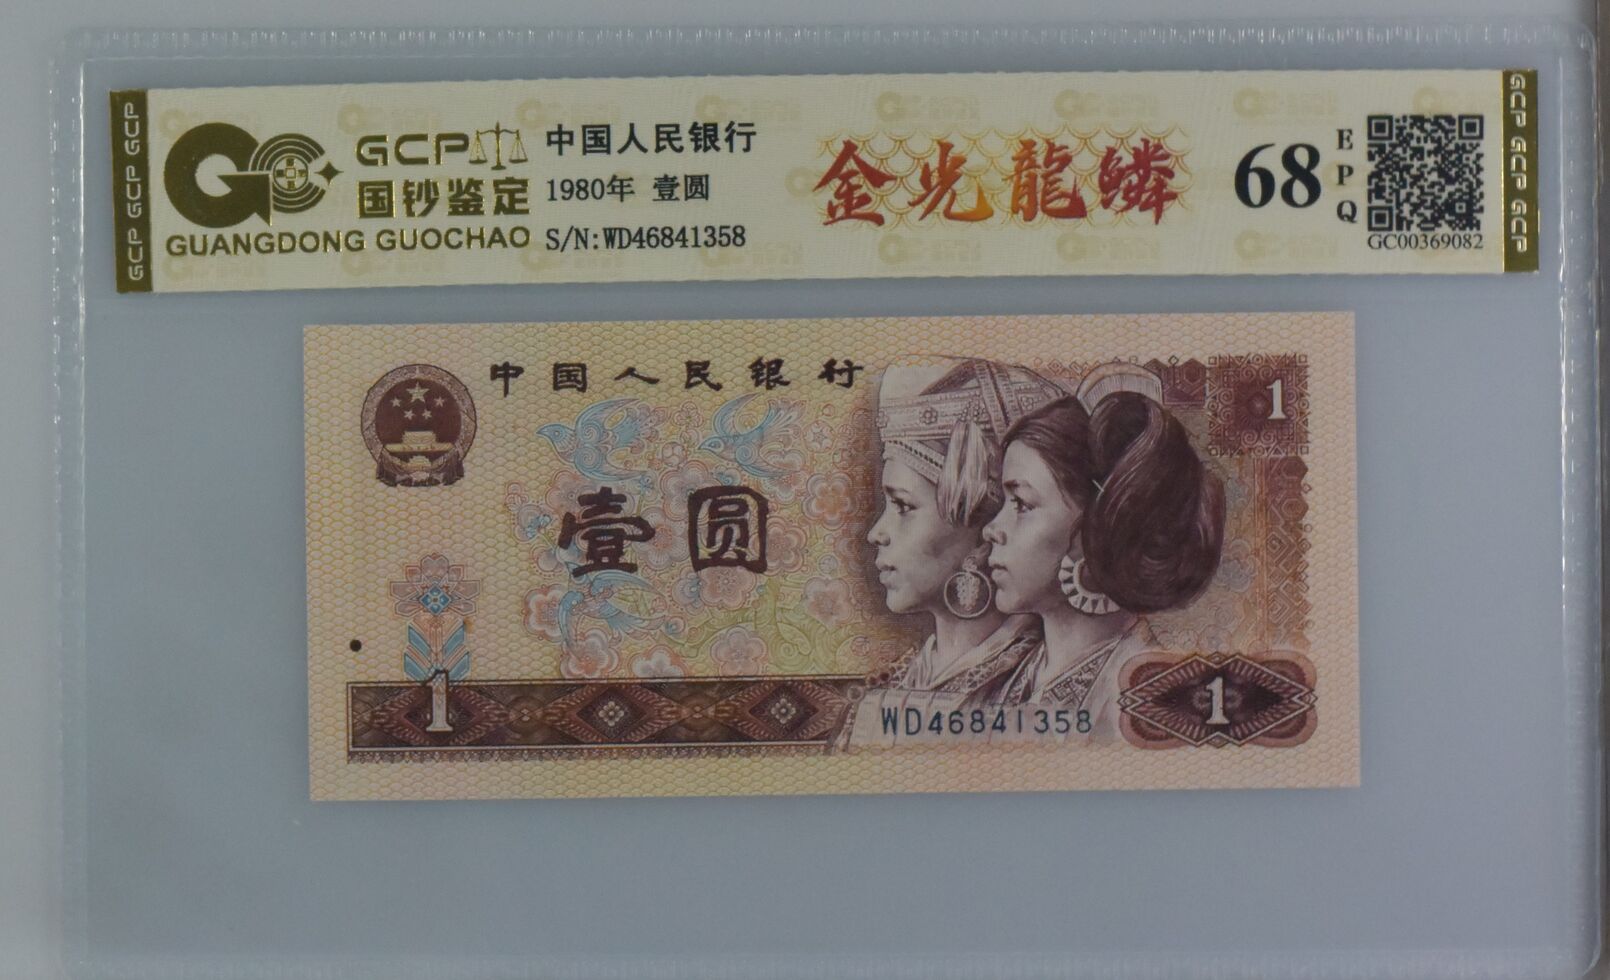 GCP GCP GCP
GCP
国钞鉴定
GUANGDONG GUOCHAO
中国人民银行
1980年 壹圆
S/N:WD46841358
金光龍鳞
68
EPQ
GC00369082
GCP GCP GCP
中国人民银行
1
壹圆
1
WD46841358
1